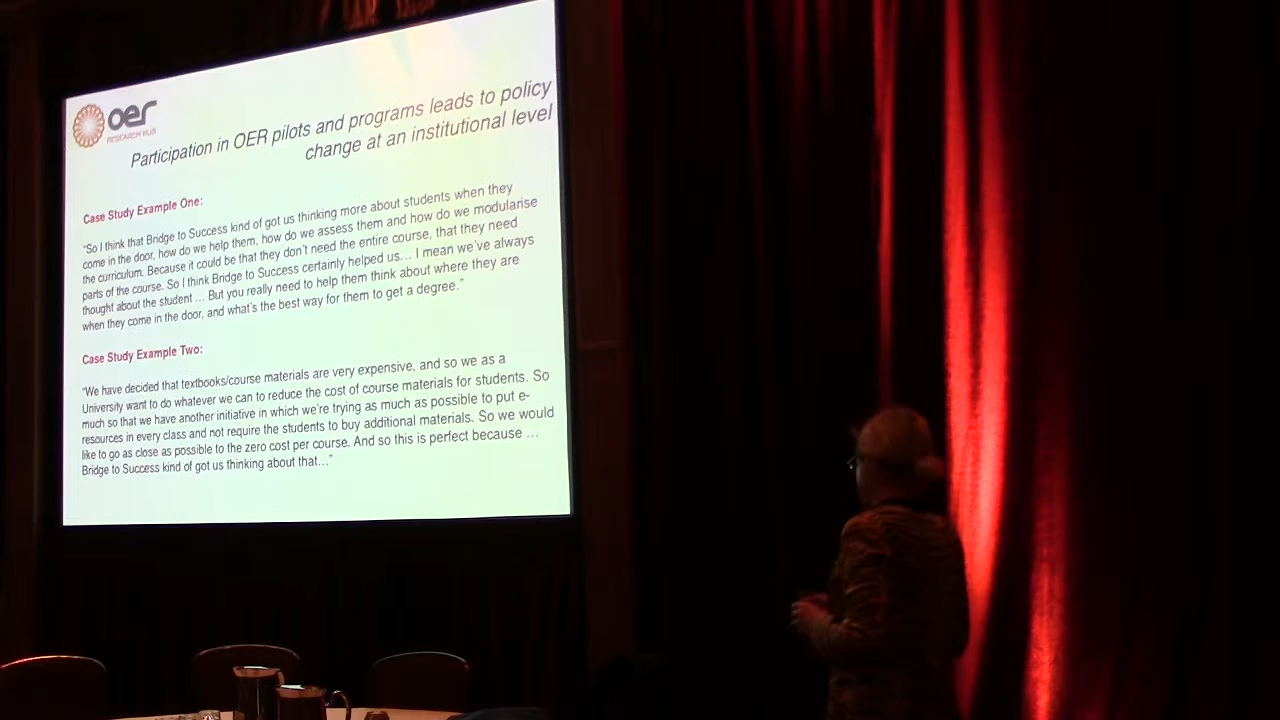 oer
RESEARCH HUB
Participation in OER pilots and programs leads to policy
change at an institutional level
Case Study Example One:
"So I think that Bridge to Success kind of got us thinking more about students when they
come in the door, how do we help them, how do we assess them and how do we modularise
the curriculum. Because it could be that they don't need the entire course, that they need
parts of the course. So I think Bridge to Success certainly helped us... I mean we've always
thought about the student ... But you really need to help them think about where they are
when they come in the door, and what's the best way for them to get a degree."
Case Study Example Two:
"We have decided that textbooks/course materials are very expensive, and so we as a
University want to do whatever we can to reduce the cost of course materials for students. So
much so that we have another initiative in which we're trying as much as possible to put e-
resources in every class and not require the students to buy additional materials. So we would
like to go as close as possible to the zero cost per course. And so this is perfect because ...
Bridge to Success kind of got us thinking about that..."